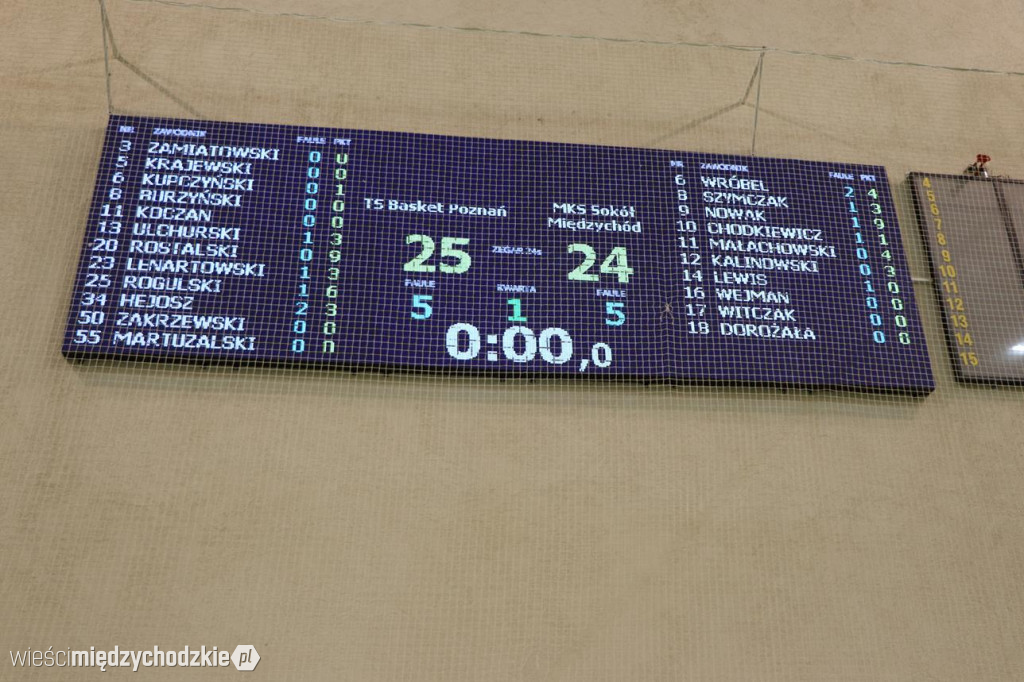 NR ZAWODNIK FAULE PKT
3 ZAMIATOWSKI 0 0
5 KRAJEWSKI 0 0
6 KUPCZYŃSKI 0 1
8 BURZYŃSKI 0 0
11 KOCZAN 0 0
13 ULCHURSKI 1 3
20 ROSTALSKI 0 9
23 LENARTOWSKI 1 3
25 ROGULSKI 1 6
34 HEJOSZ 2 3
50 ZAKRZEWSKI 0 0
55 MARTUZALSKI 0 0
TS Basket Poznań
MKS Sokół
Międzychód
25 ZEGAR 24s 24
FAULE KWARTA FAULE
5 1 5
0:00,0
NR ZAWODNIK FAULE PKT
6 WRÓBEL 2 4
8 SZYMCZAK 1 3
9 NOWAK 1 9
10 CHODKIEWICZ 1 1
11 MAŁACHOWSKI 0 4
12 KALINOWSKI 0 3
14 LEWIS 1 0
16 WEJMAN 0 0
17 WITCZAK 0 0
18 DOROŻAŁA 0 0
4
5
6
7
8
9
10
11
12
13
14
15
wieścimiędzychodzkie.pl